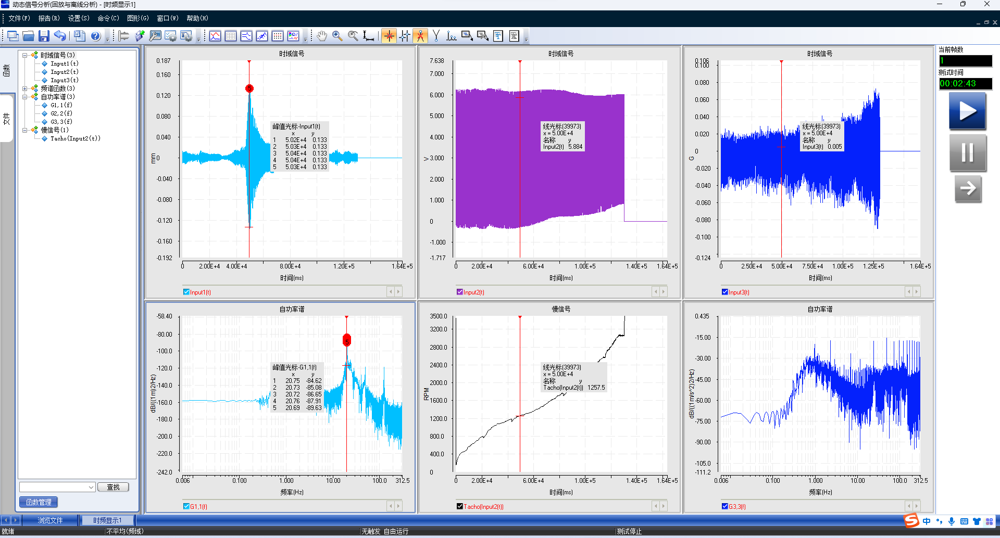 动态信号分析(回放与离线分析) - [时频显示1]
文件(F) 报告(R) 设置(S) 命令(C) 图形(G) 窗口(W) 帮助(H)
函数
文件
时域信号(3)
Input1(t)
Input2(t)
Input3(t)
频谱函数(3)
自功率谱(3)
G1,1(f)
G2,2(f)
G3,3(f)
慢信号(1)
Tacho(Input2(t))
查找
函数管理
时域信号
0.187
0.160
0.120
0.080
0.040
0
-0.040
-0.080
-0.120
-0.160
-0.192
mm
5
峰值光标-Input1(t)
x y
1 5.02E+4 0.133
2 5.03E+4 0.133
3 5.04E+4 0.133
4 5.04E+4 0.133
5 5.03E+4 0.133
0 2.00E+4 4.00E+4 8.00E+4 1.20E+5 1.64E+5
时间(ms)
Input1(t)
时域信号
7.638
7.000
6.000
5.000
4.000
3.000
2.000
1.000
0
-1.000
-1.717
V
线光标(39973)
x = 5.00E+4
名称 y
Input2(t) 5.884
0 2.00E+4 6.00E+4 1.00E+5 1.40E+5 1.64E+5
时间(ms)
Input2(t)
时域信号
0.106
0.100
0.080
0.060
0.040
0.020
0
-0.020
-0.040
-0.060
-0.080
-0.100
-0.124
G
线光标(39973)
x = 5.00E+4
名称 y
Input3(t) 0.005
0 2.50E+4 5.00E+4 7.50E+4 1.00E+5 1.25E+5 1.64E+5
时间(ms)
Input3(t)
当前帧数
1
测试时间
00:02:43
自功率谱
-58.40
-80.00
-100.0
-120.0
-140.0
-160.0
-180.0
-200.0
-220.0
-242.0
dB/((1m)2/Hz)
5
峰值光标-G1,1(f)
x y
1 20.75 -84.62
2 20.73 -85.08
3 20.72 -86.65
4 20.76 -87.91
5 20.69 -89.63
0.006 0.100 1.000 10.00 100.0 312.5
频率(Hz)
G1,1(f)
慢信号
3500.0
3200.0
2800.0
2400.0
2000.0
1600.0
1200.0
800.0
400.0
0
RPM
线光标(39973)
x = 5.00E+4
名称 y
Tacho(Input2(t)) 1257.5
0 2.00E+4 6.00E+4 1.00E+5 1.40E+5 1.64E+5
时间(ms)
Tacho(Input2(t))
自功率谱
0.435
-15.00
-30.00
-45.00
-60.00
-75.00
-90.00
-105.0
-111.2
dB/((1m/s^2)2/Hz)
0.006 0.100 1.000 10.00 100.0 312.5
频率(Hz)
G3,3(f)
浏览文件 时频显示1
中
就绪 不平均(频域) 无触发 自由运行 测试停止